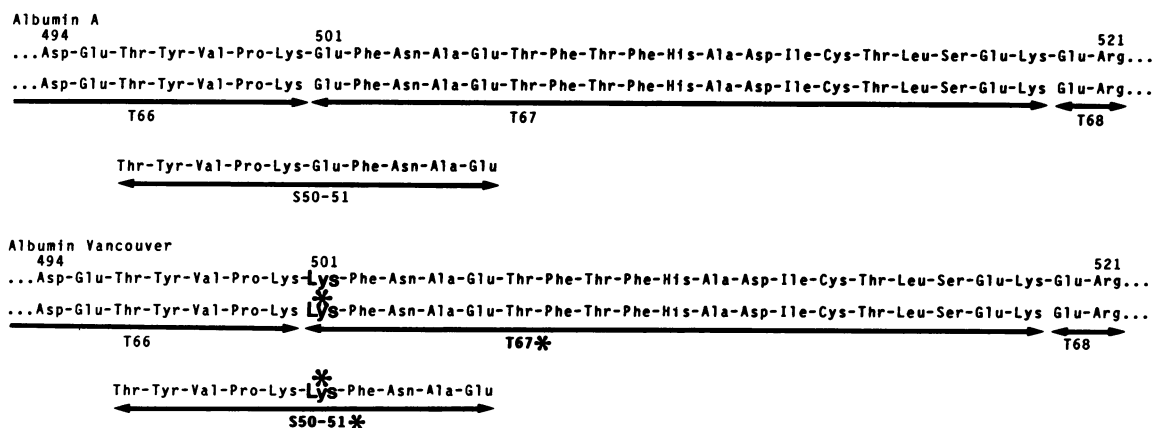 Albumin A
494 501 521
...Asp-Glu-Thr-Tyr-Val-Pro-Lys-Glu-Phe-Asn-Ala-Glu-Thr-Phe-Thr-Phe-His-Ala-Asp-Ile-Cys-Thr-Leu-Ser-Glu-Lys-Glu-Arg...
...Asp-Glu-Thr-Tyr-Val-Pro-Lys Glu-Phe-Asn-Ala-Glu-Thr-Phe-Thr-Phe-His-Ala-Asp-Ile-Cys-Thr-Leu-Ser-Glu-Lys Glu-Arg...
T66 T67 T68
Thr-Tyr-Val-Pro-Lys-Glu-Phe-Asn-Ala-Glu
S50-51
Albumin Vancouver
494 501 521
...Asp-Glu-Thr-Tyr-Val-Pro-Lys-Lys-Phe-Asn-Ala-Glu-Thr-Phe-Thr-Phe-His-Ala-Asp-Ile-Cys-Thr-Leu-Ser-Glu-Lys-Glu-Arg...
*
...Asp-Glu-Thr-Tyr-Val-Pro-Lys Lys-Phe-Asn-Ala-Glu-Thr-Phe-Thr-Phe-His-Ala-Asp-Ile-Cys-Thr-Leu-Ser-Glu-Lys Glu-Arg...
T66 T67* T68
*
Thr-Tyr-Val-Pro-Lys-Lys-Phe-Asn-Ala-Glu
S50-51*